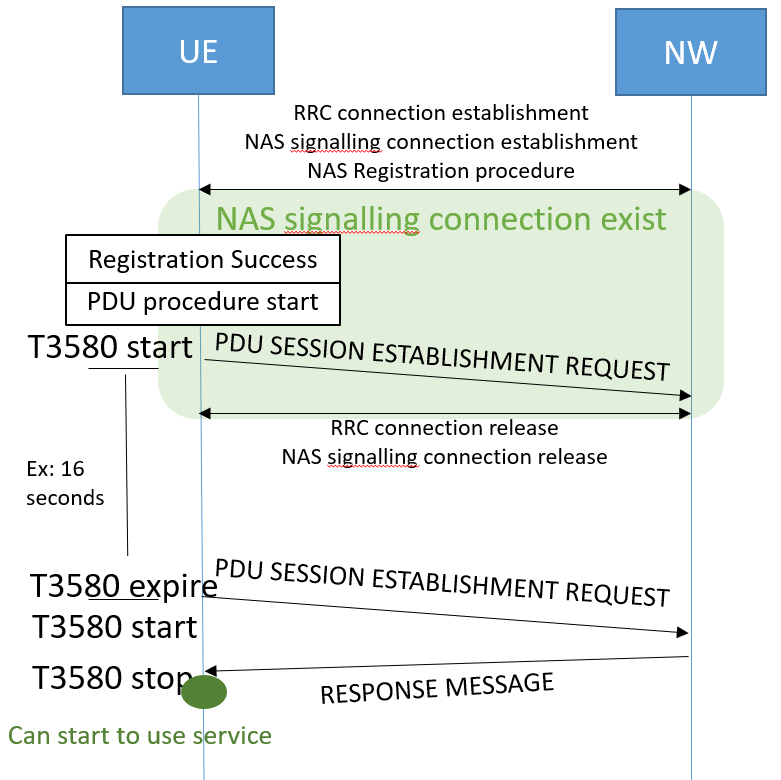 UE
NW
RRC connection establishment
NAS signalling connection establishment
NAS Registration procedure
NAS signalling connection exist
Registration Success
PDU procedure start
T3580 start
PDU SESSION ESTABLISHMENT REQUEST
RRC connection release
NAS signalling connection release
Ex: 16
seconds
T3580 expire
PDU SESSION ESTABLISHMENT REQUEST
T3580 start
T3580 stop
RESPONSE MESSAGE
Can start to use service